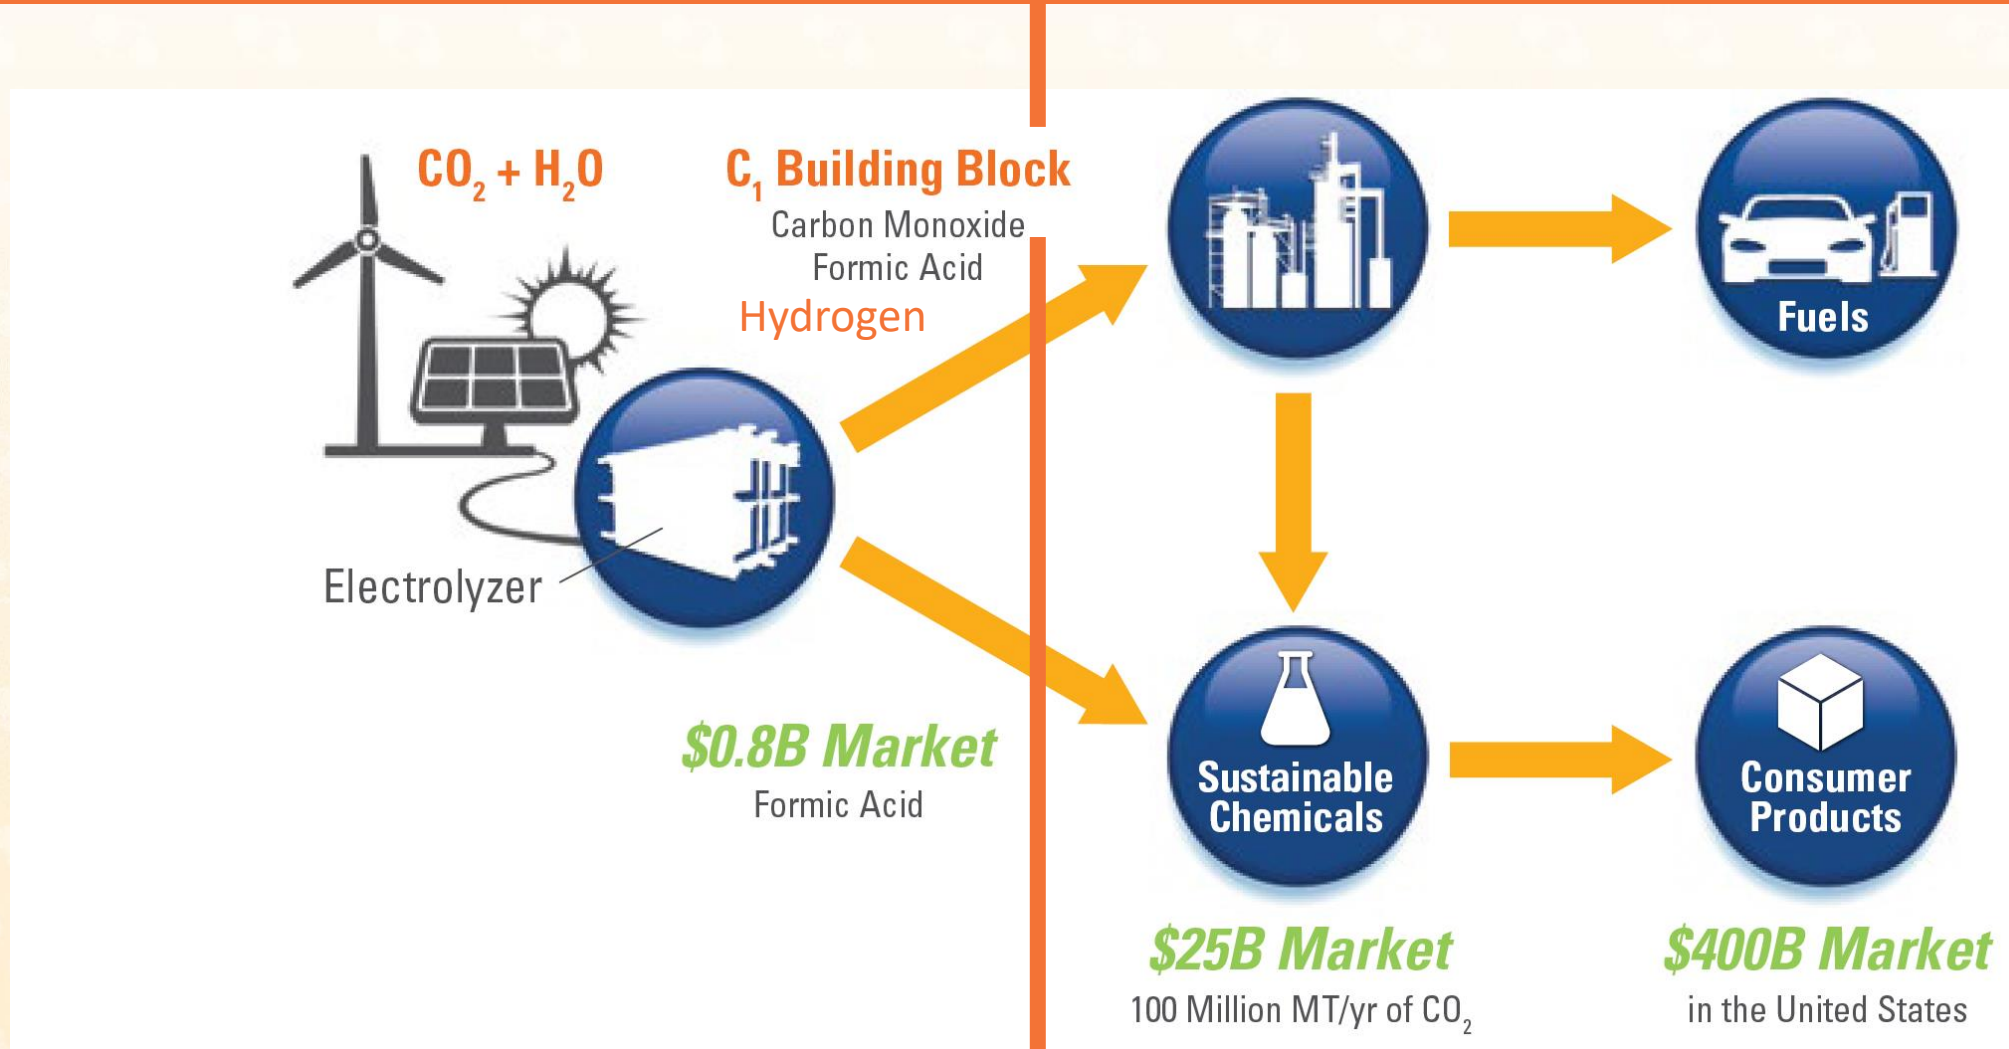 CO₂ + H₂O
C₁ Building Block
Carbon Monoxide
Formic Acid
Hydrogen
Electrolyzer
$0.8B Market
Formic Acid
Fuels
Sustainable
Chemicals
$25B Market
100 Million MT/yr of CO₂
Consumer
Products
$400B Market
in the United States